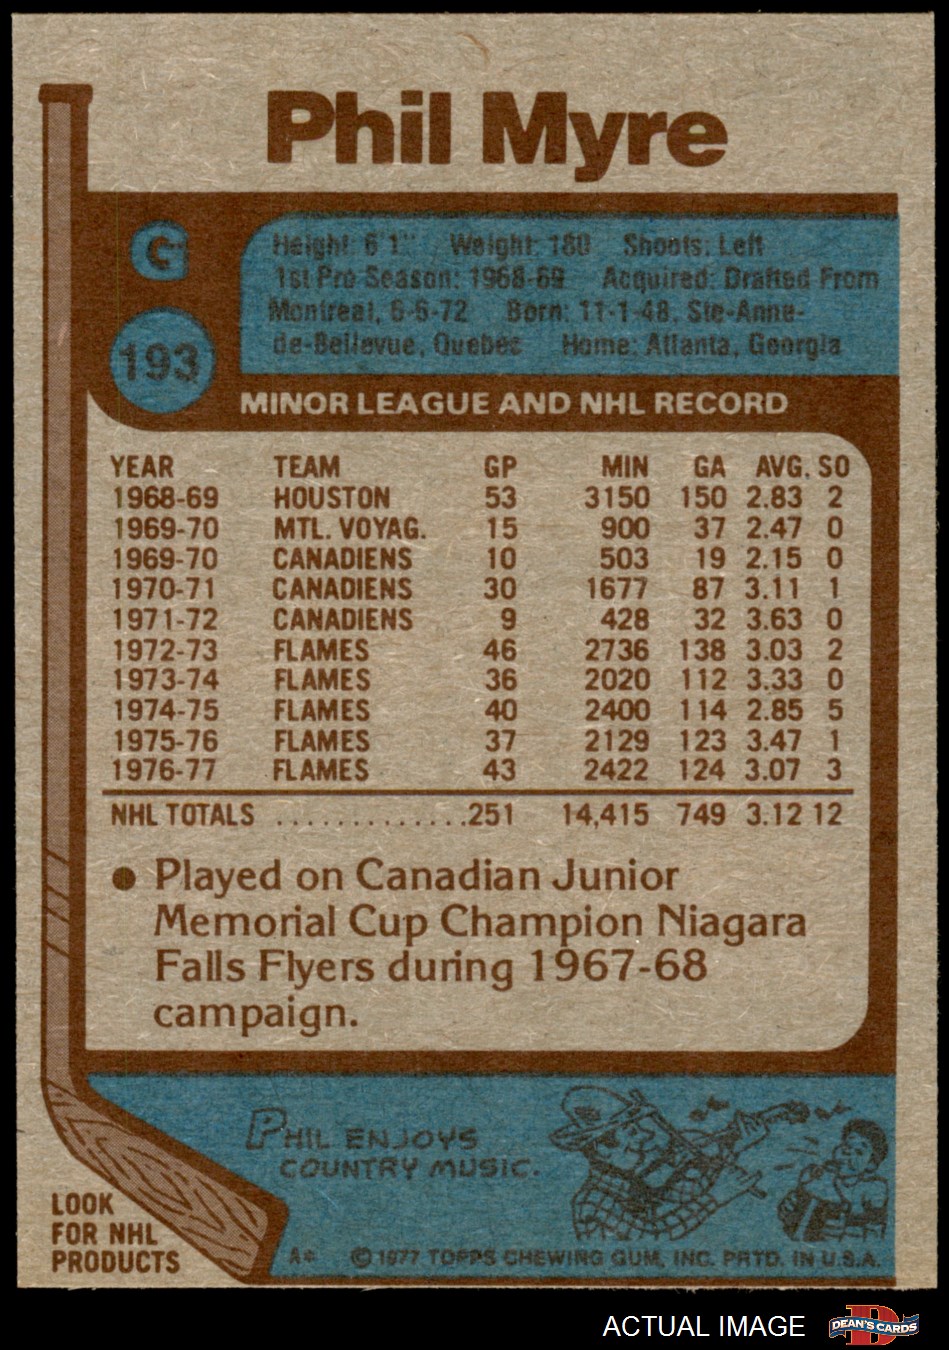 Phil Myre
G
193
Height: 6'1" Weight: 180 Shoots: Left
1st Pro Season: 1968-69 Acquired: Drafted From
Montreal, 6-6-72 Born: 11-1-48, Ste-Anne-
de-Bellevue, Quebec Home: Atlanta, Georgia
MINOR LEAGUE AND NHL RECORD
YEAR TEAM GP MIN GA AVG. SO
1968-69 HOUSTON 53 3150 150 2.83 2
1969-70 MTL. VOYAG. 15 900 37 2.47 0
1969-70 CANADIENS 10 503 19 2.15 0
1970-71 CANADIENS 30 1677 87 3.11 1
1971-72 CANADIENS 9 428 32 3.63 0
1972-73 FLAMES 46 2736 138 3.03 2
1973-74 FLAMES 36 2020 112 3.33 0
1974-75 FLAMES 40 2400 114 2.85 5
1975-76 FLAMES 37 2129 123 3.47 1
1976-77 FLAMES 43 2422 124 3.07 3
NHL TOTALS ..............251 14,415 749 3.12 12
● Played on Canadian Junior
Memorial Cup Champion Niagara
Falls Flyers during 1967-68
campaign.
PHIL ENJOYS
COUNTRY MUSIC.
LOOK
FOR NHL
PRODUCTS
A* © 1977 TOPPS CHEWING GUM, INC. PRTD. IN U.S.A.
ACTUAL IMAGE
D
DEAN'S CARDS